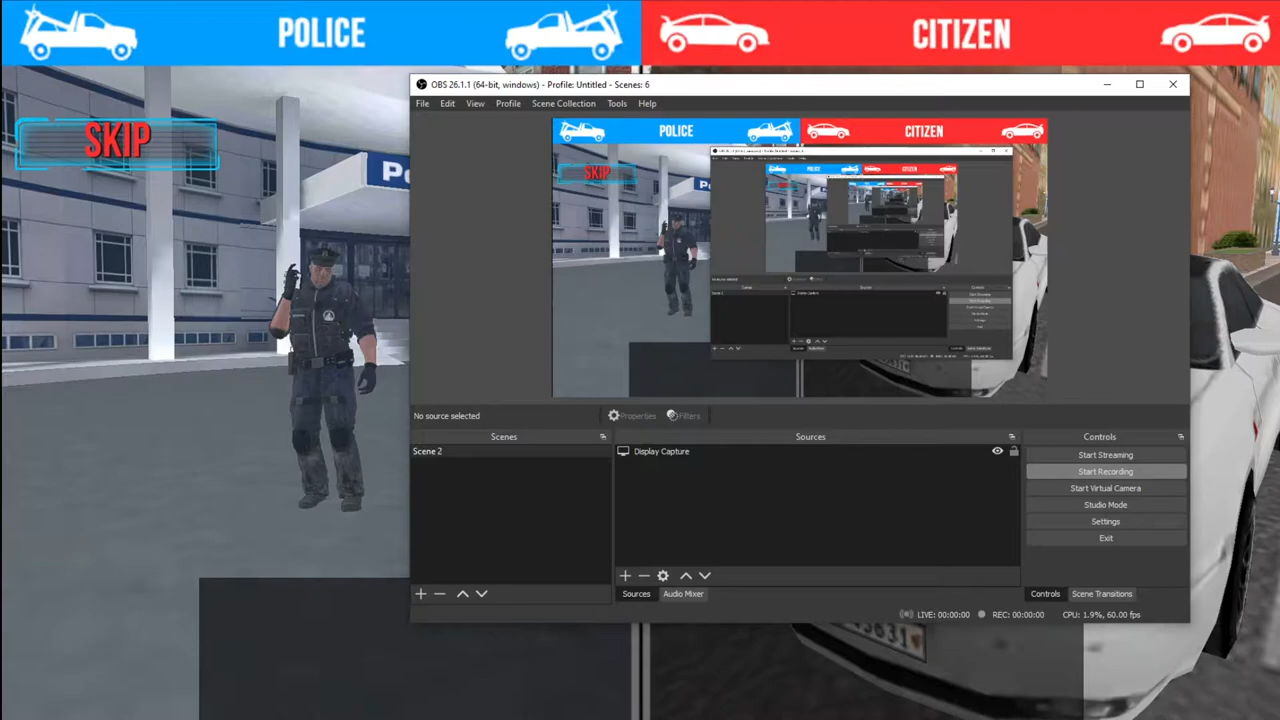 POLICE
CITIZEN
SKIP
Po
OBS 26.1.1 (64-bit, windows) - Profile: Untitled - Scenes: 6
File Edit View Profile Scene Collection Tools Help
POLICE
CITIZEN
SKIP
POLICE
CITIZEN
No source selected
Properties
Filters
Scenes
Sources
Controls
Scene 2
Display Capture
Start Streaming
Start Recording
Start Virtual Camera
Studio Mode
Settings
Exit
Sources
Audio Mixer
Controls
Scene Transitions
LIVE: 00:00:00
REC: 00:00:00
CPU: 1.9%, 60.00 fps
5631